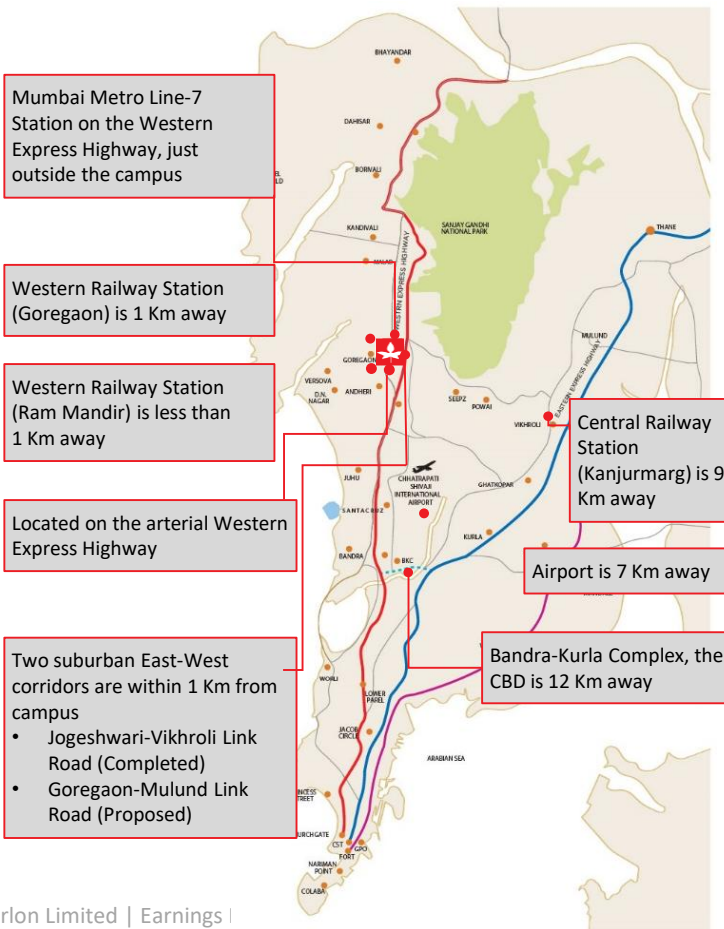 BHAYANDAR
Mumbai Metro Line-7
Station on the Western
Express Highway, just
outside the campus
DAHISAR
BORIVALI
SANJAY GANDHI
NATIONAL PARK
KANDIVALI
THANE
WESTERN EXPRESS HIGHWAY
Western Railway Station
(Goregaon) is 1 Km away
MULUND
EASTERN EXPRESS HIGHWAY
GOREGAON
VERSOVA
D.N.
NAGAR
ANDHERI
SEEPZ
POWAI
VIKHROLI
Western Railway Station
(Ram Mandir) is less than
1 Km away
Central Railway
Station
(Kanjurmarg) is 9
Km away
JUHU
CHHATRAPATI
SHIVAJI
INTERNATIONAL
AIRPORT
GHATKOPAR
SANTACRUZ
Located on the arterial Western
Express Highway
KURLA
BANDRA
BKC
Airport is 7 Km away
Two suburban East-West
corridors are within 1 Km from
campus
• Jogeshwari-Vikhroli Link
Road (Completed)
• Goregaon-Mulund Link
Road (Proposed)
Bandra-Kurla Complex, the
CBD is 12 Km away
WORLI
LOWER
PAREL
JACOB
CIRCLE
ARABIAN SEA
CST
GPO
FORT
NARIMAN
POINT
COLABA
rlon Limited | Earnings